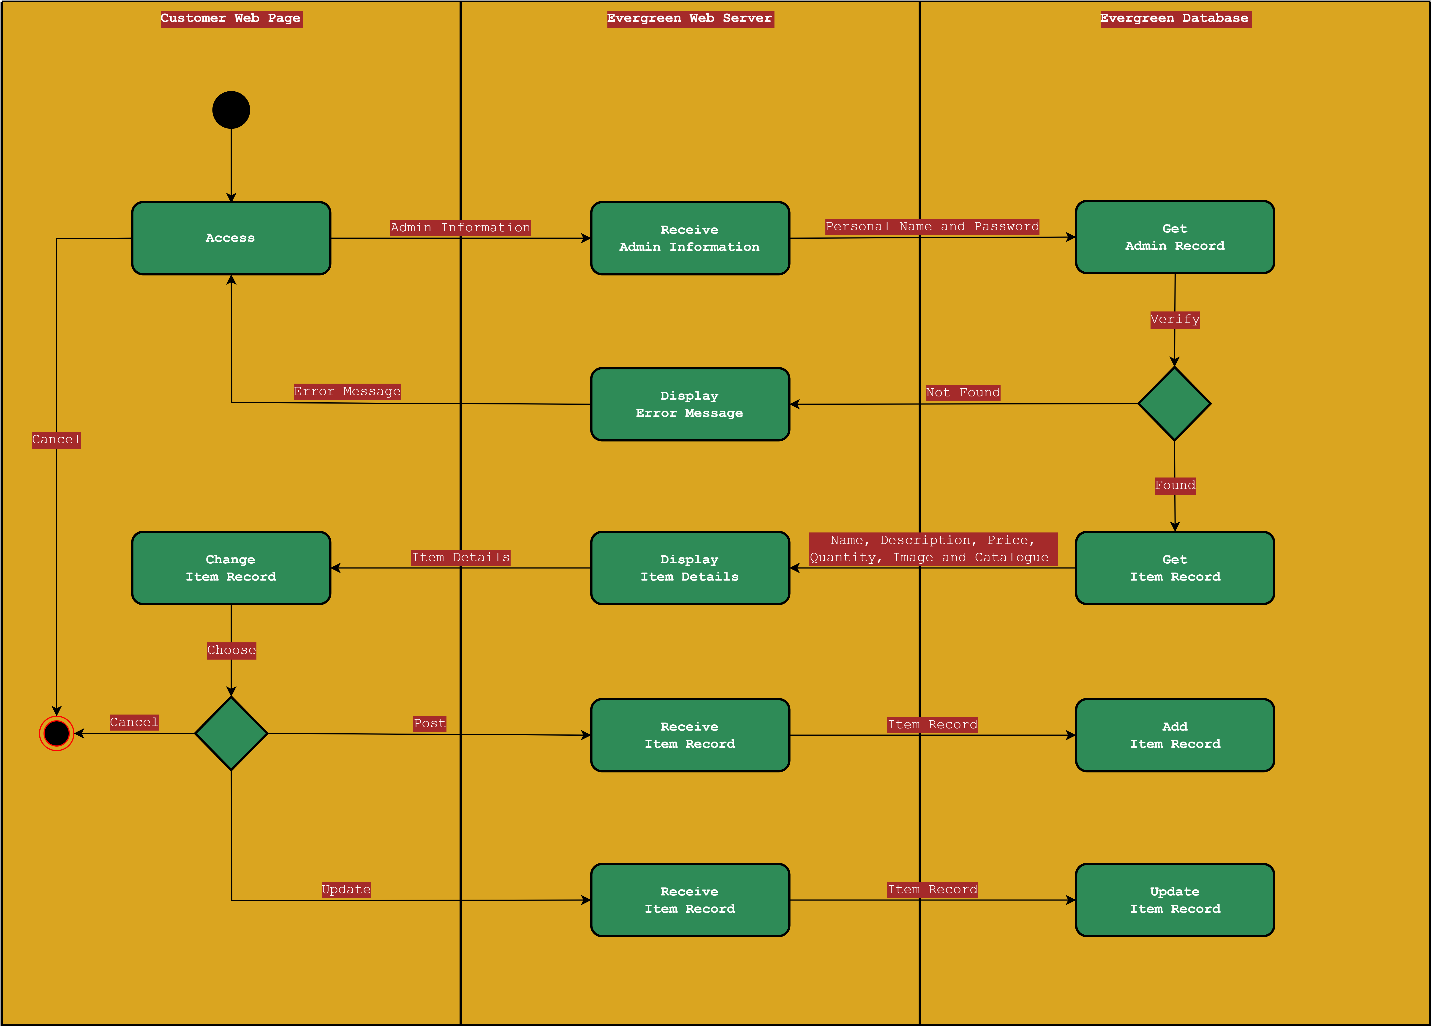 Customer Web Page
Evergreen Web Server
Evergreen Database
Access
Admin Information
Receive
Admin Information
Personal Name and Password
Get
Admin Record
Verify
Error Message
Display
Error Message
Not Found
Cancel
Found
Change
Item Record
Item Details
Display
Item Details
Name, Description, Price,
Quantity, Image and Catalogue
Get
Item Record
Choose
Cancel
Post
Receive
Item Record
Item Record
Add
Item Record
Update
Receive
Item Record
Item Record
Update
Item Record